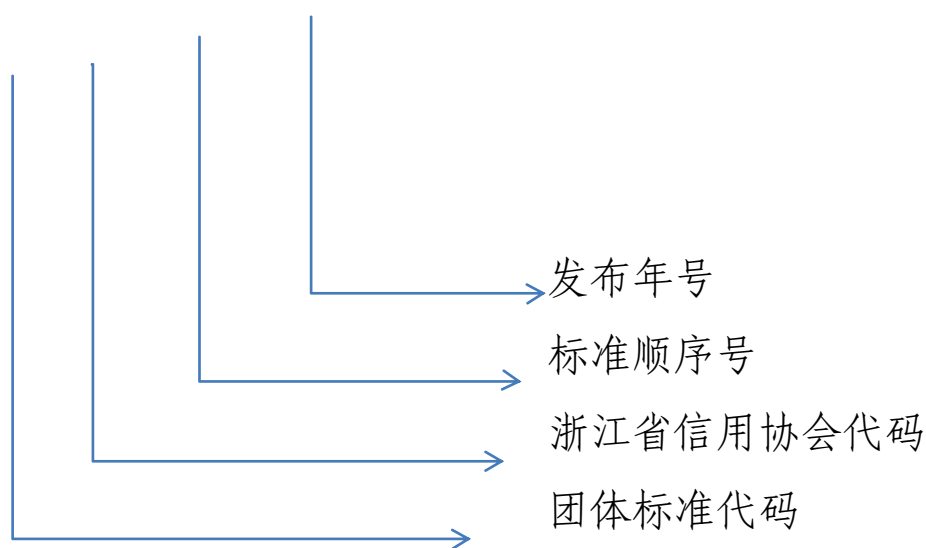 发布年号
标准顺序号
浙江省信用协会代码
团体标准代码